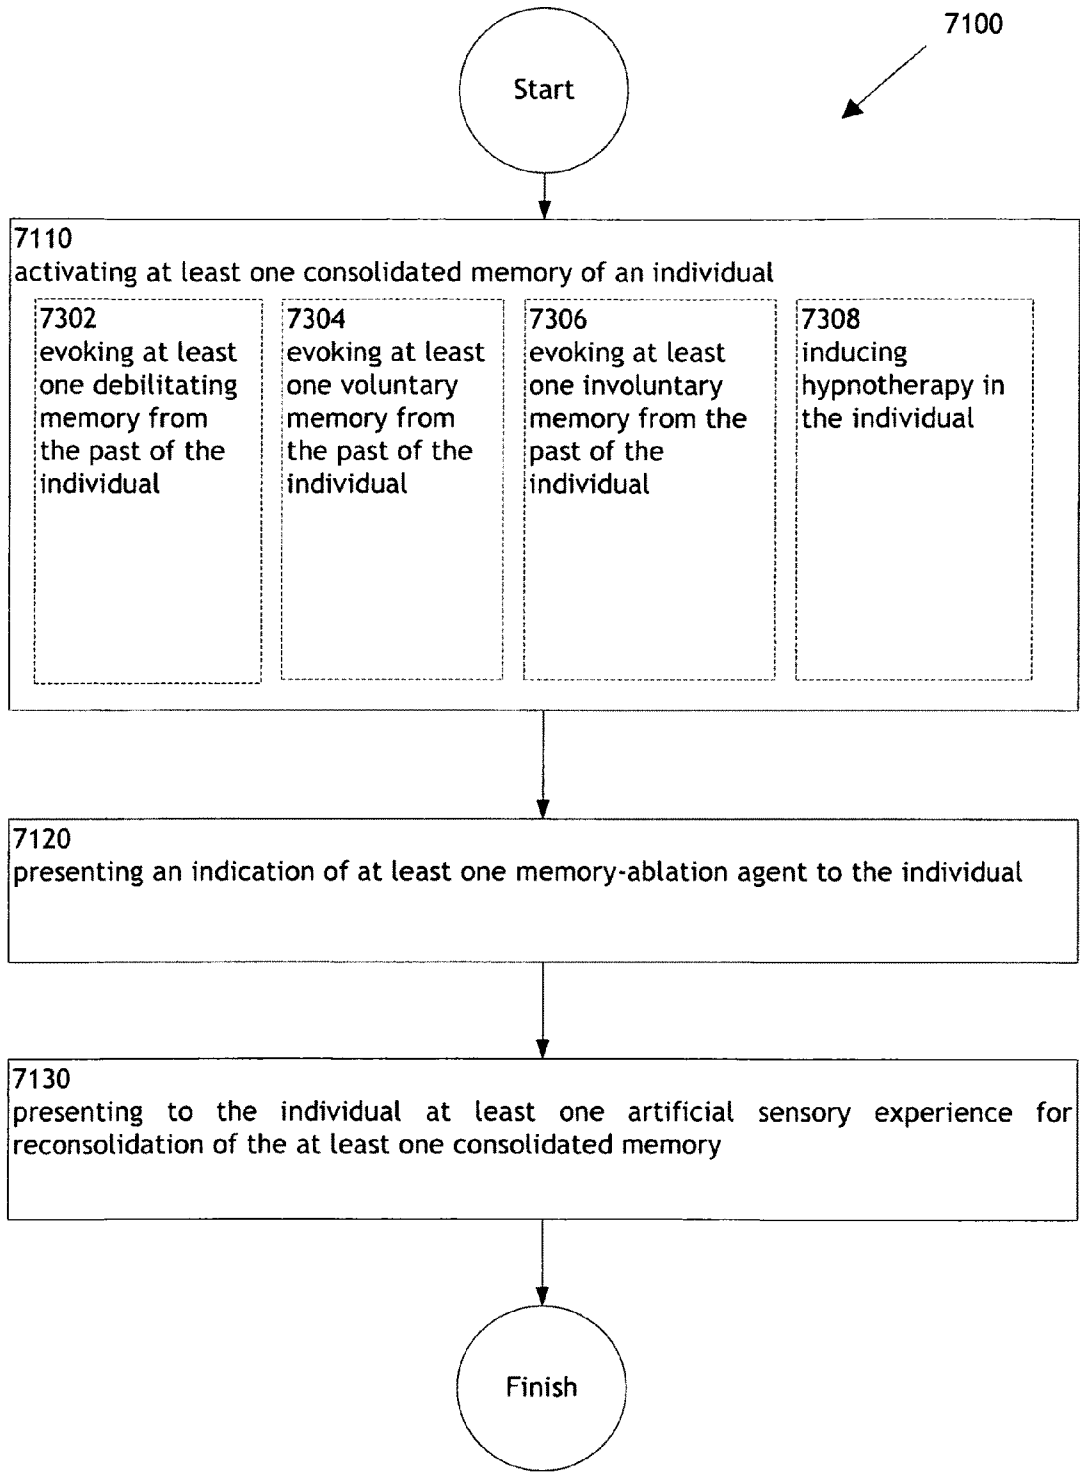 7100
Start
7110
activating at least one consolidated memory of an individual
7302
evoking at least
one debilitating
memory from
the past of the
individual
7304
evoking at least
one voluntary
memory from
the past of the
individual
7306
evoking at least
one involuntary
memory from the
past of the
individual
7308
inducing
hypnotherapy in
the individual
7120
presenting an indication of at least one memory-ablation agent to the individual
7130
presenting to the individual at least one artificial sensory experience for
reconsolidation of the at least one consolidated memory
Finish